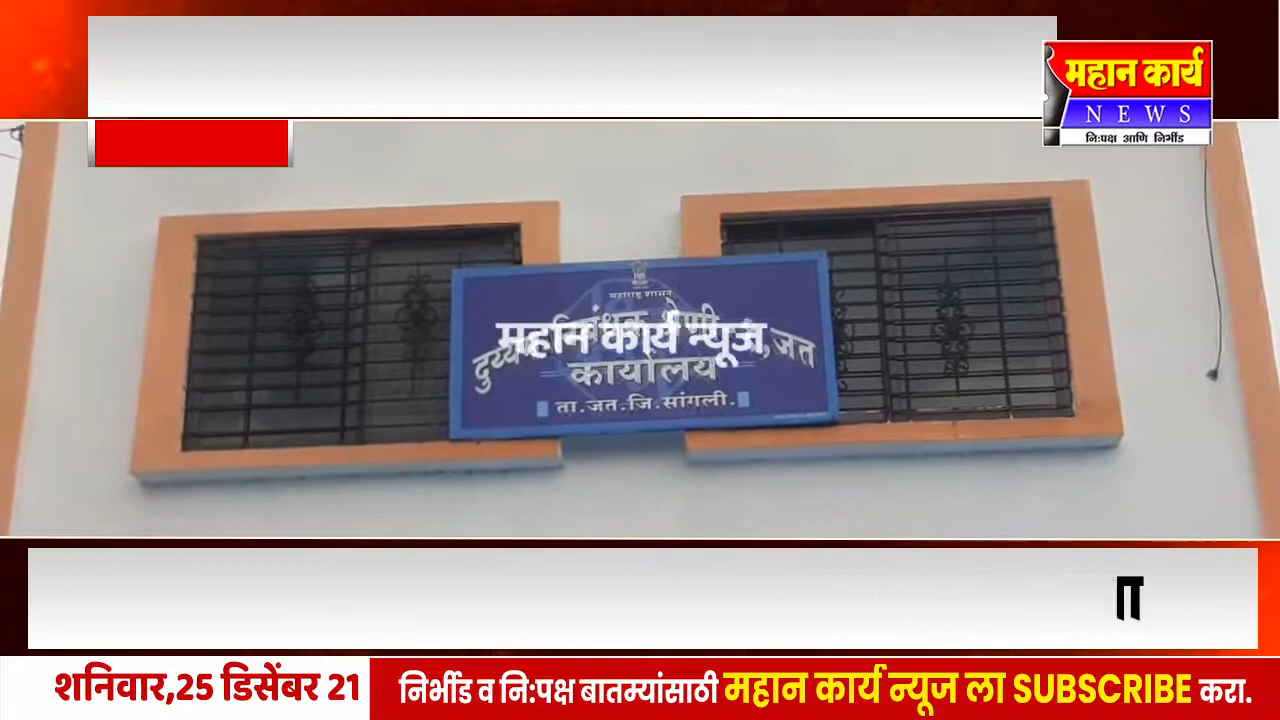 महान कार्य
NEWS
निःपक्ष आणि निर्भीड
महाराष्ट्र शासन
महान कार्य न्यूज
जत
कार्यालय
ता.जत.जि.सांगली.
शनिवार,25 डिसेंबर 21
निर्भीड व नि:पक्ष बातम्यांसाठी महान कार्य न्यूज ला SUBSCRIBE करा.